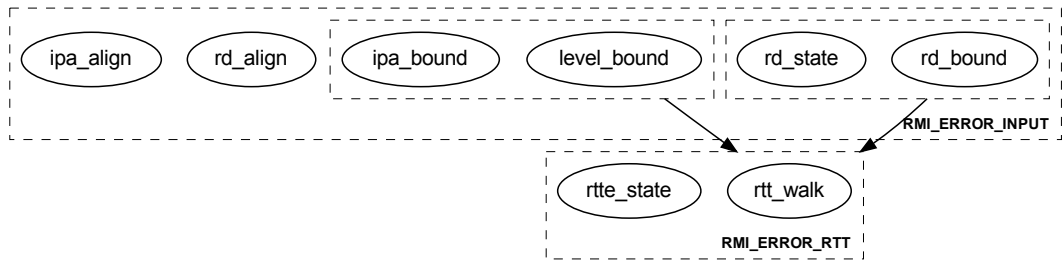 ipa_align rd_align ipa_bound level_bound rd_state rd_bound
RMI_ERROR_INPUT
rtte_state rtt_walk
RMI_ERROR_RTT